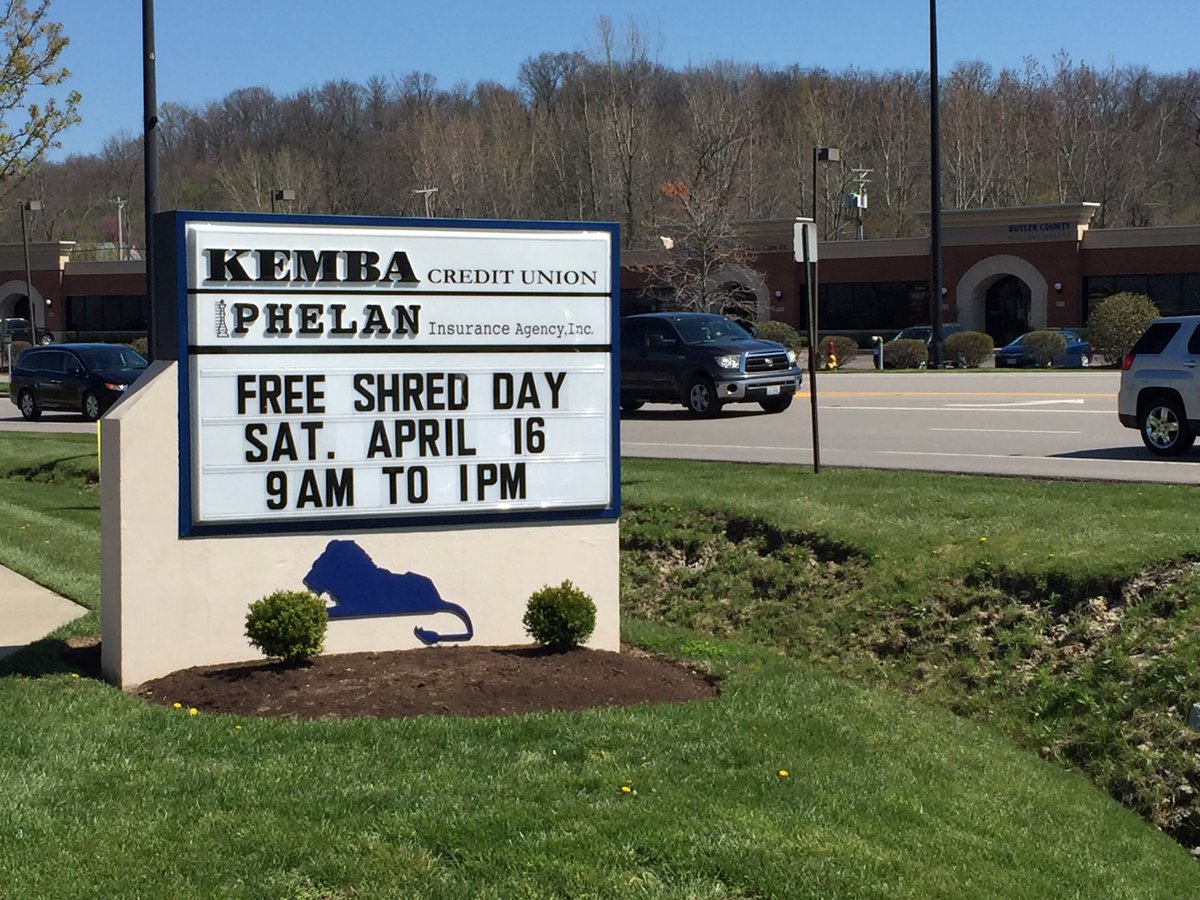 KEMBA CREDIT UNION
PHELAN Insurance Agency, Inc.
FREE SHRED DAY
SAT. APRIL 16
9AM TO 1PM
BUTLER COUNTY